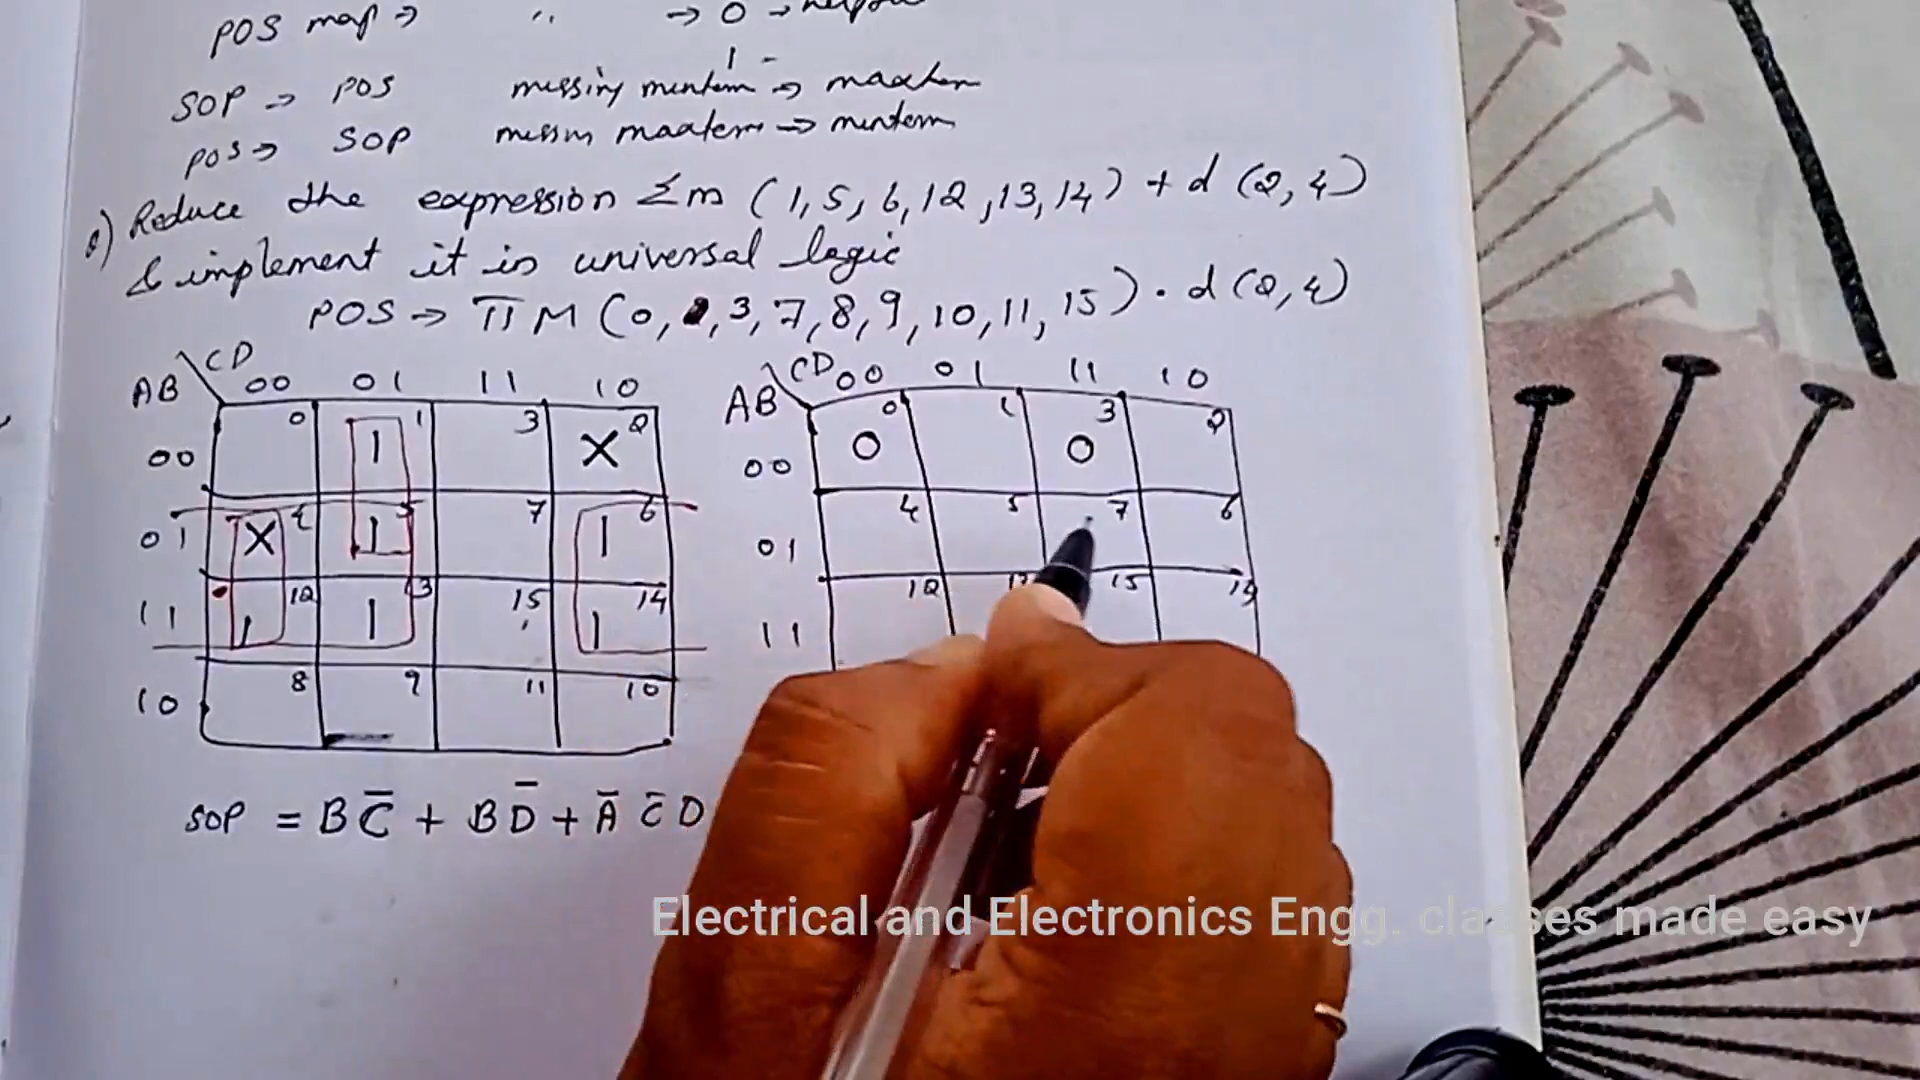 POS map → " → 0 →
1 -
SOP → POS missing minterm → maxterm
POS → SOP missin maxterm → minterm
Reduce the expression Σm (1,5,6,12,13,14) + d (2,4)
& implement it in universal logic
POS → ΠM (0, , 3, 7, 8, 9, 10, 11, 15) . d (2,4)
AB CD 00 01 11 10
00 0 1 1 3 X 2
01 X 4 1 5 7 1 6
11 1 12 1 13 15 1 14
10 8 9 11 10
AB CD 00 01 11 10
00 0 0 1 0 3 2
01 4 5 7 6
11 12 15 14
SOP = BC̅ + BD̅ + A̅ C̅ D
Electrical and Electronics Engg. classes made easy